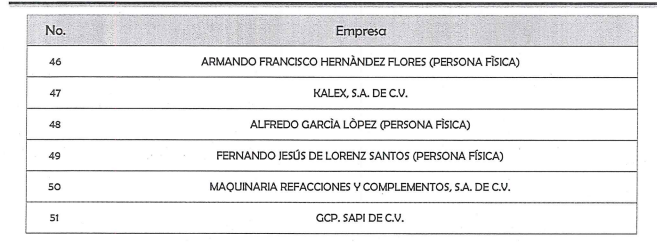 No. Empresa
46 ARMANDO FRANCISCO HERNÀNDEZ FLORES (PERSONA FÌSICA)
47 KALEX, S.A. DE C.V.
48 ALFREDO GARCÌA LÒPEZ (PERSONA FÌSICA)
49 FERNANDO JESÚS DE LORENZ SANTOS (PERSONA FÍSICA)
50 MAQUINARIA REFACCIONES Y COMPLEMENTOS, S.A. DE C.V.
51 GCP. SAPI DE C.V.